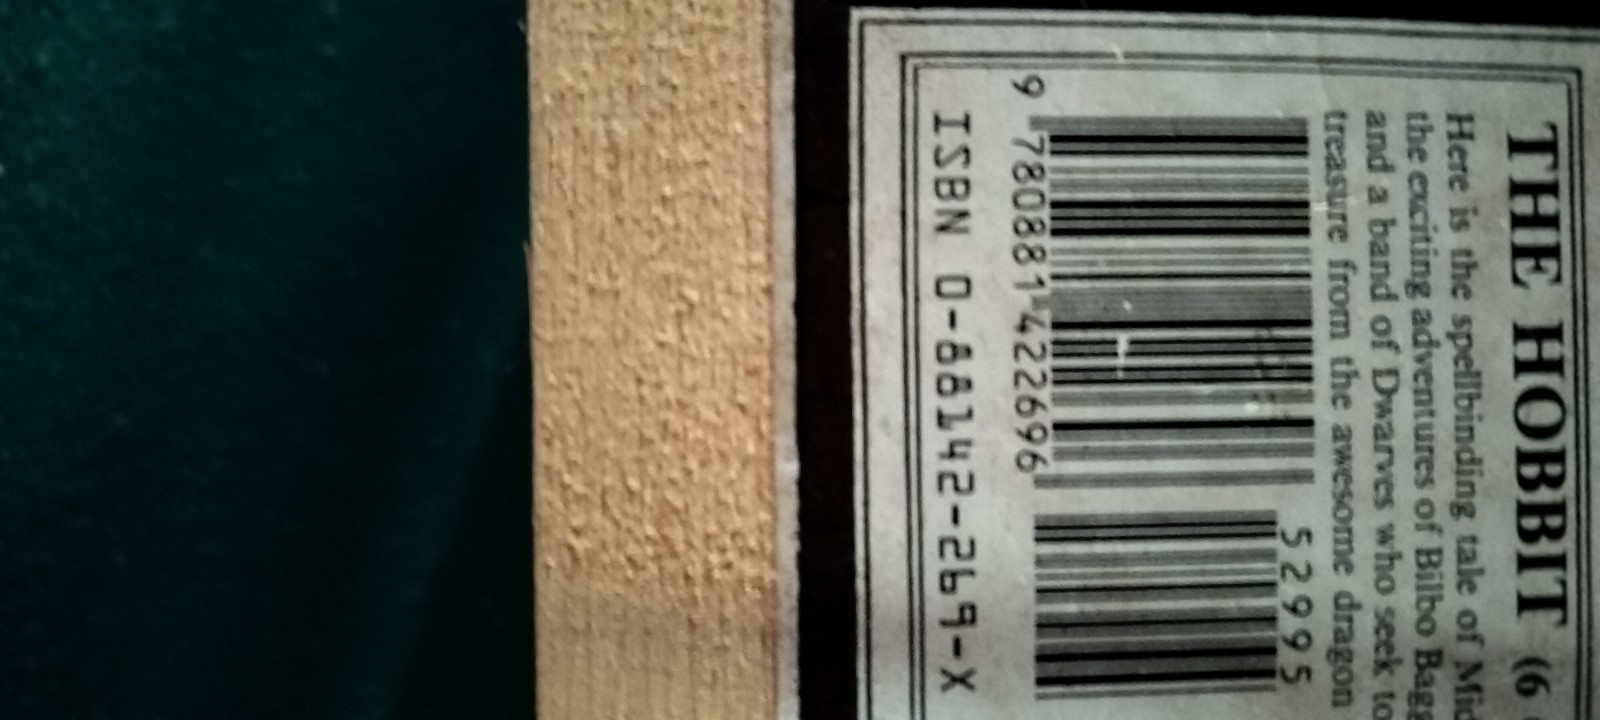 THE HOBBIT (6
Here is the spellbinding tale of
the exciting adventures of Bilbo
and a band of Dwarves who seek to
treasure from the awesome dragon
52995
9 780881 422696
ISBN 0-88142-269-X